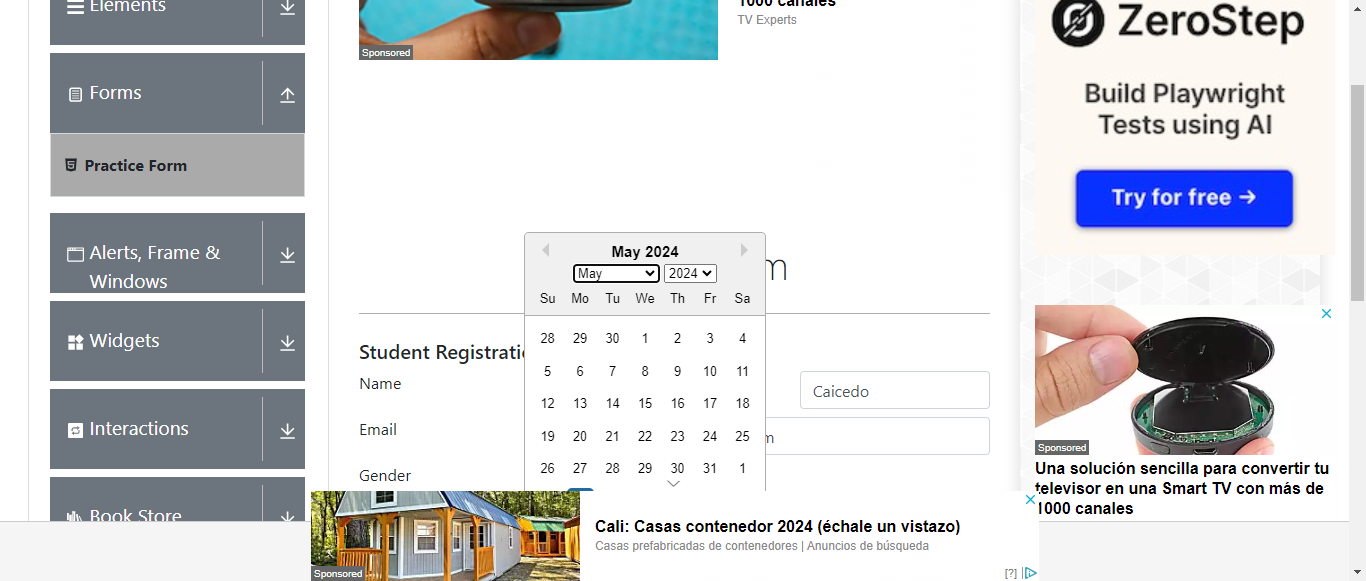 Elements
Forms
Practice Form
Alerts, Frame &
Windows
Widgets
Interactions
Book Store
1000 canales
TV Experts
Sponsored
May 2024
May 2024
Su Mo Tu We Th Fr Sa
28 29 30 1 2 3 4
5 6 7 8 9 10 11
12 13 14 15 16 17 18
19 20 21 22 23 24 25
26 27 28 29 30 31 1
m
Student Registrati
Name
Caicedo
Email
m
Gender
Sponsored
Cali: Casas contenedor 2024 (échale un vistazo)
Casas prefabricadas de contenedores | Anuncios de búsqueda
[?]
ZeroStep
Build Playwright
Tests using AI
Try for free →
Sponsored
Una solución sencilla para convertir tu
televisor en una Smart TV con más de
1000 canales